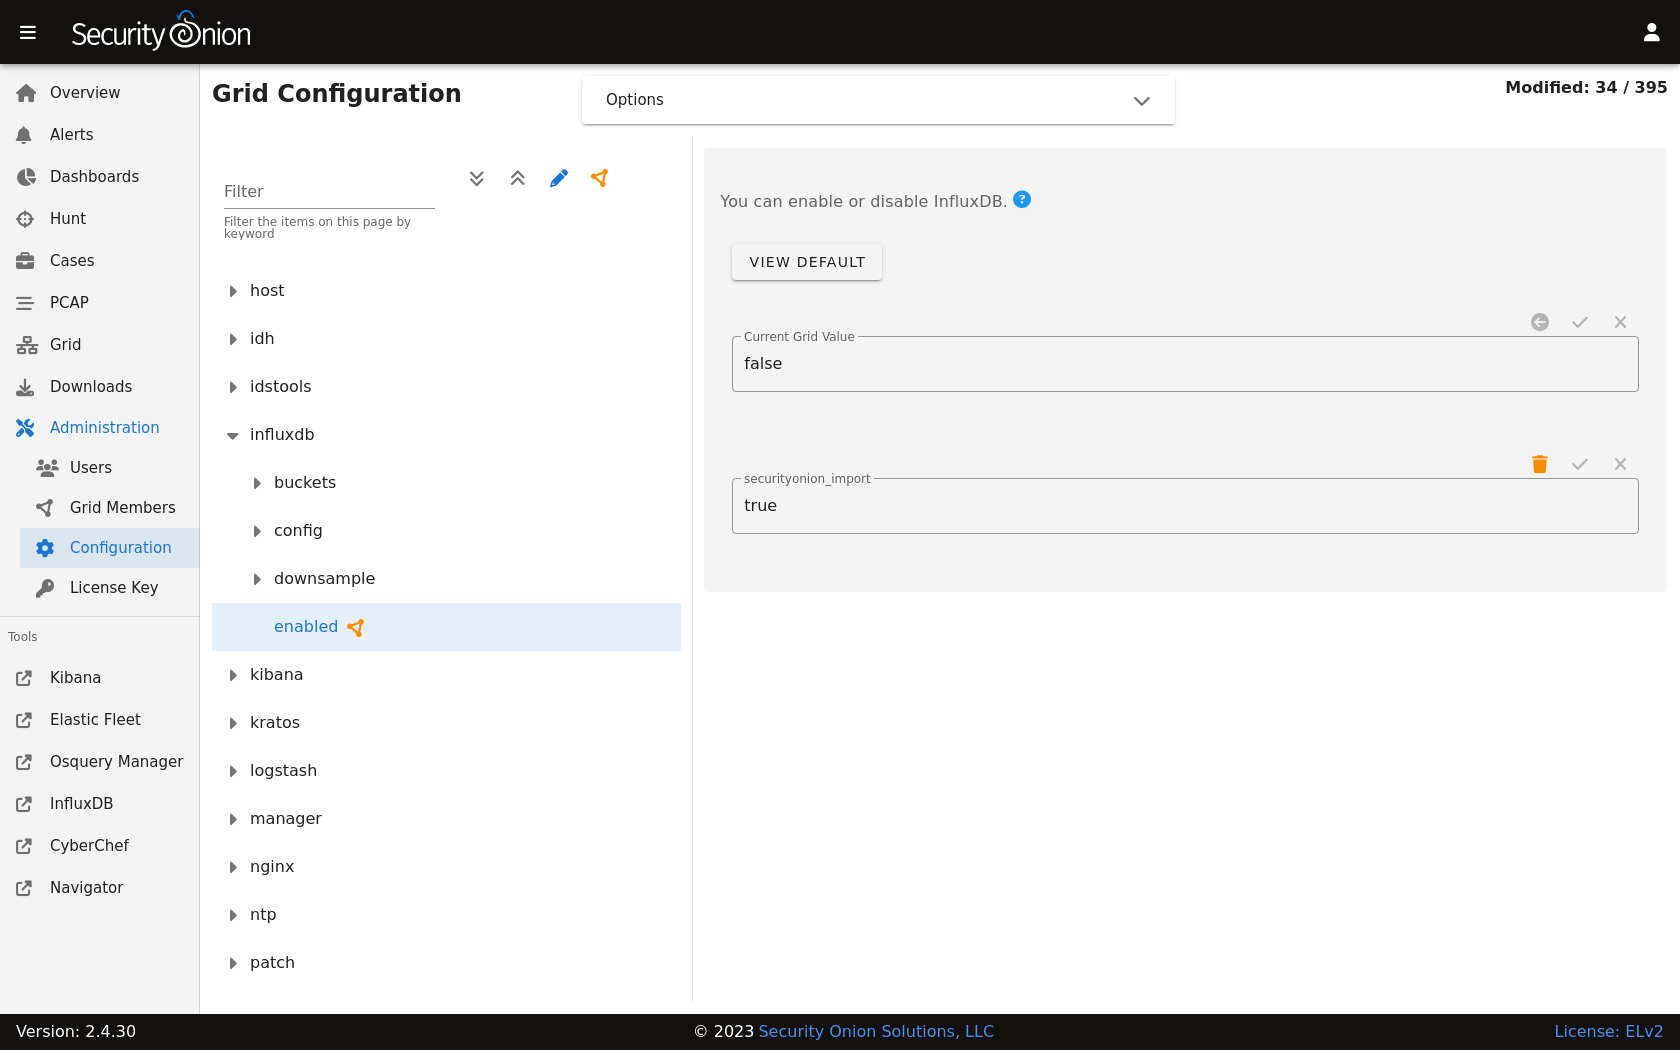 Security Onion
Overview
Alerts
Dashboards
Hunt
Cases
PCAP
Grid
Downloads
Administration
Users
Grid Members
Configuration
License Key
Tools
Kibana
Elastic Fleet
Osquery Manager
InfluxDB
CyberChef
Navigator
Grid Configuration
Options
Modified: 34 / 395
Filter
Filter the items on this page by
keyword
host
idh
idstools
influxdb
buckets
config
downsample
enabled
kibana
kratos
logstash
manager
nginx
ntp
patch
You can enable or disable InfluxDB. ?
VIEW DEFAULT
Current Grid Value
false
securityonion_import
true
Version: 2.4.30
© 2023 Security Onion Solutions, LLC
License: ELv2